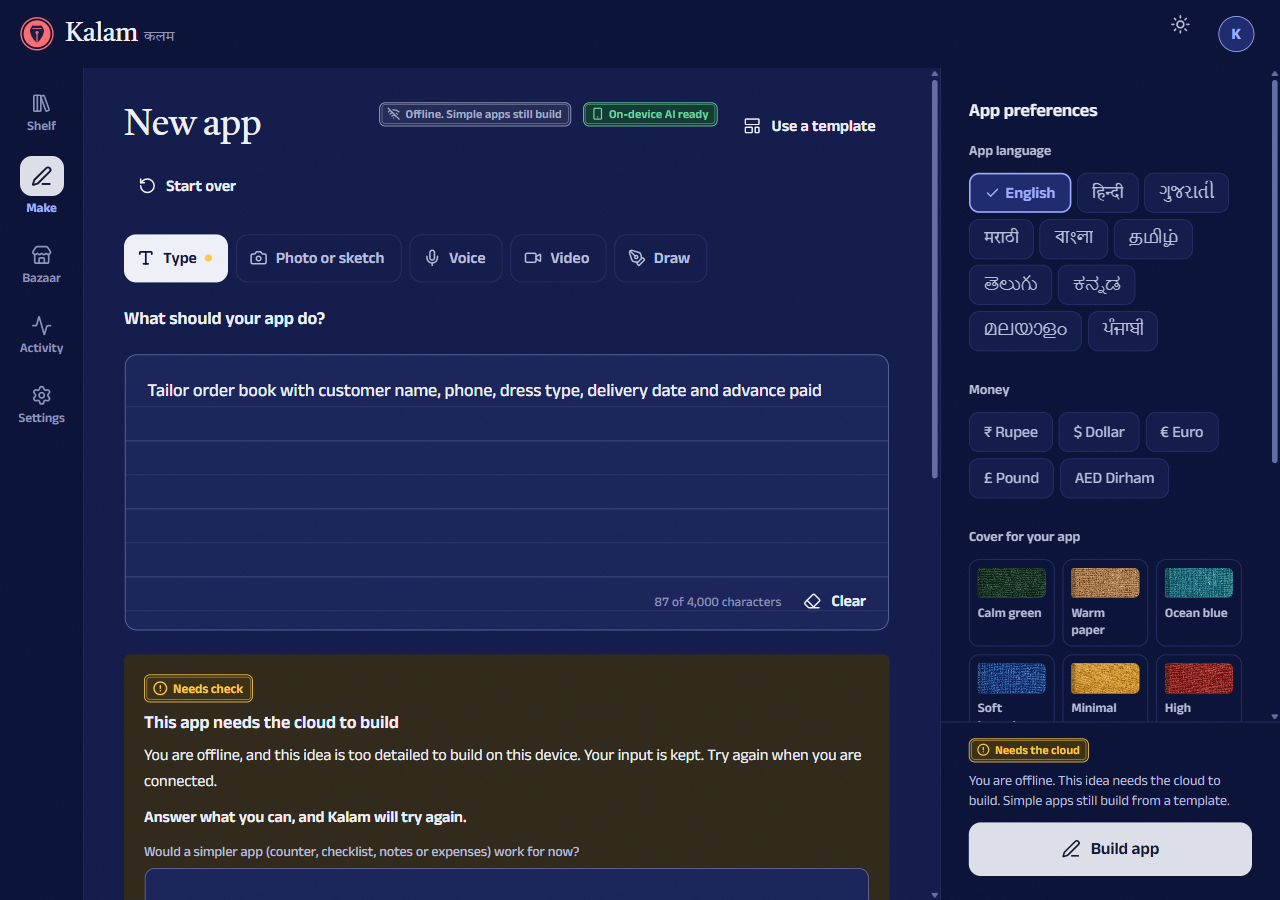 Kalam कलम
K
Shelf
Make
Bazaar
Activity
Settings
New app
Offline. Simple apps still build
On-device AI ready
Use a template
Start over
Type
Photo or sketch
Voice
Video
Draw
What should your app do?
Tailor order book with customer name, phone, dress type, delivery date and advance paid
87 of 4,000 characters
Clear
Needs check
This app needs the cloud to build
You are offline, and this idea is too detailed to build on this device. Your input is kept. Try again when you are
connected.
Answer what you can, and Kalam will try again.
Would a simpler app (counter, checklist, notes or expenses) work for now?
App preferences
App language
English
हिन्दी
ગુજરાતી
मराठी
বাংলা
தமிழ்
తెలుగు
ಕನ್ನಡ
മലയാളം
ਪੰਜਾਬੀ
Money
₹ Rupee
$ Dollar
€ Euro
£ Pound
AED Dirham
Cover for your app
Calm green
Warm
paper
Ocean blue
Soft
Minimal
High
Needs the cloud
You are offline. This idea needs the cloud to
build. Simple apps still build from a template.
Build app